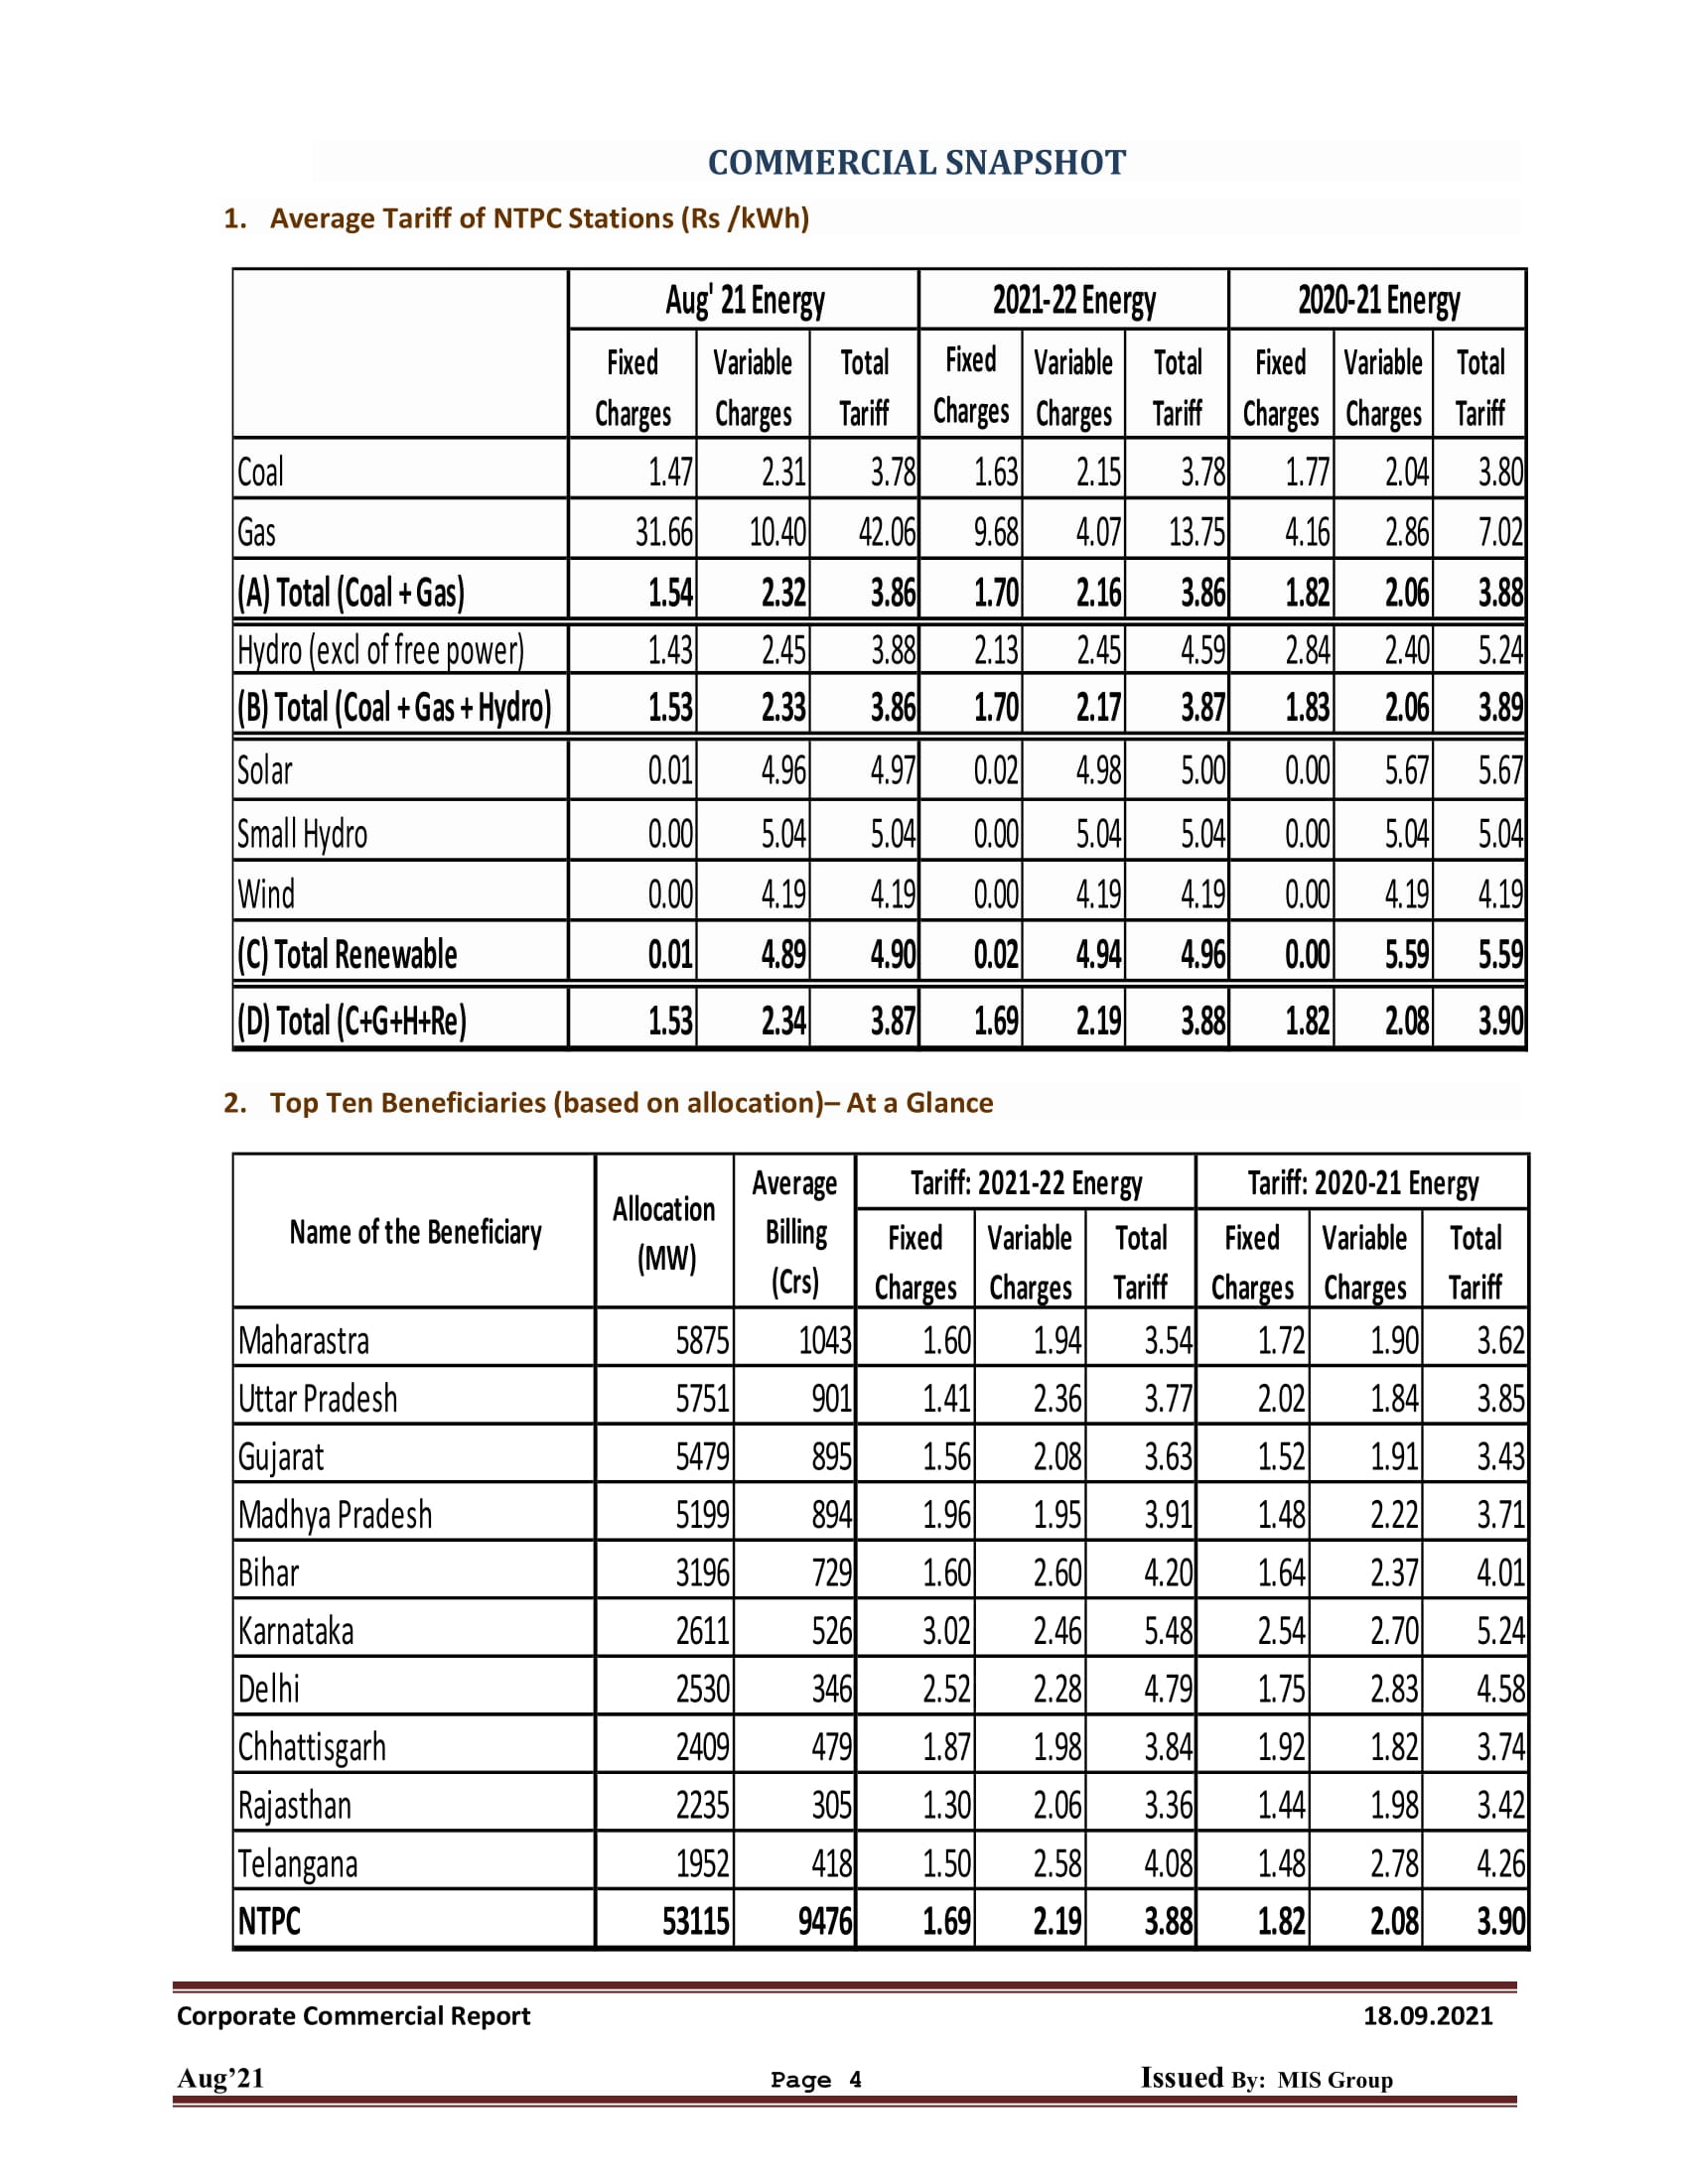 COMMERCIAL SNAPSHOT
1. Average Tariff of NTPC Stations (Rs /kWh)
Aug' 21 Energy 2021-22 Energy 2020-21 Energy
Fixed Charges Variable Charges Total Tariff Fixed Charges Variable Charges Total Tariff Fixed Charges Variable Charges Total Tariff
Coal 1.47 2.31 3.78 1.63 2.15 3.78 1.77 2.04 3.80
Gas 31.66 10.40 42.06 9.68 4.07 13.75 4.16 2.86 7.02
(A) Total (Coal + Gas) 1.54 2.32 3.86 1.70 2.16 3.86 1.82 2.06 3.88
Hydro (excl of free power) 1.43 2.45 3.88 2.13 2.45 4.59 2.84 2.40 5.24
(B) Total (Coal + Gas + Hydro) 1.53 2.33 3.86 1.70 2.17 3.87 1.83 2.06 3.89
Solar 0.01 4.96 4.97 0.02 4.98 5.00 0.00 5.67 5.67
Small Hydro 0.00 5.04 5.04 0.00 5.04 5.04 0.00 5.04 5.04
Wind 0.00 4.19 4.19 0.00 4.19 4.19 0.00 4.19 4.19
(C) Total Renewable 0.01 4.89 4.90 0.02 4.94 4.96 0.00 5.59 5.59
(D) Total (C+G+H+Re) 1.53 2.34 3.87 1.69 2.19 3.88 1.82 2.08 3.90
2. Top Ten Beneficiaries (based on allocation)– At a Glance
Name of the Beneficiary Allocation (MW) Average Billing (Crs) Tariff: 2021-22 Energy Tariff: 2020-21 Energy
Fixed Charges Variable Charges Total Tariff Fixed Charges Variable Charges Total Tariff
Maharastra 5875 1043 1.60 1.94 3.54 1.72 1.90 3.62
Uttar Pradesh 5751 901 1.41 2.36 3.77 2.02 1.84 3.85
Gujarat 5479 895 1.56 2.08 3.63 1.52 1.91 3.43
Madhya Pradesh 5199 894 1.96 1.95 3.91 1.48 2.22 3.71
Bihar 3196 729 1.60 2.60 4.20 1.64 2.37 4.01
Karnataka 2611 526 3.02 2.46 5.48 2.54 2.70 5.24
Delhi 2530 346 2.52 2.28 4.79 1.75 2.83 4.58
Chhattisgarh 2409 479 1.87 1.98 3.84 1.92 1.82 3.74
Rajasthan 2235 305 1.30 2.06 3.36 1.44 1.98 3.42
Telangana 1952 418 1.50 2.58 4.08 1.48 2.78 4.26
NTPC 53115 9476 1.69 2.19 3.88 1.82 2.08 3.90
Corporate Commercial Report 18.09.2021
Aug’21 Page 4 Issued By: MIS Group